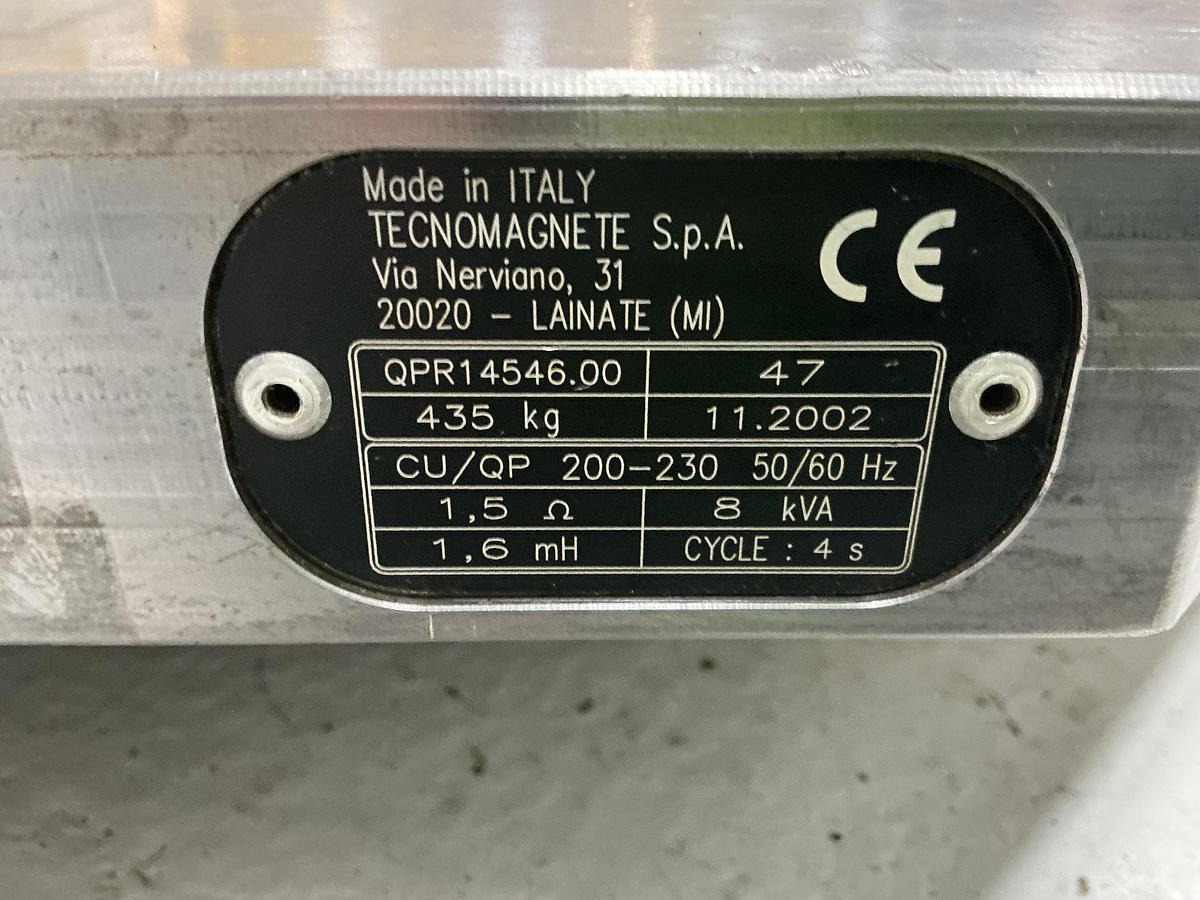 Made in ITALY
TECNOMAGNETE S.p.A.
Via Nerviano, 31
20020 - LAINATE (MI)
CE
QPR14546.00 47
435 kg 11.2002
CU/QP 200-230 50/60 Hz
1,5 Ω 8 kVA
1,6 mH CYCLE : 4 s